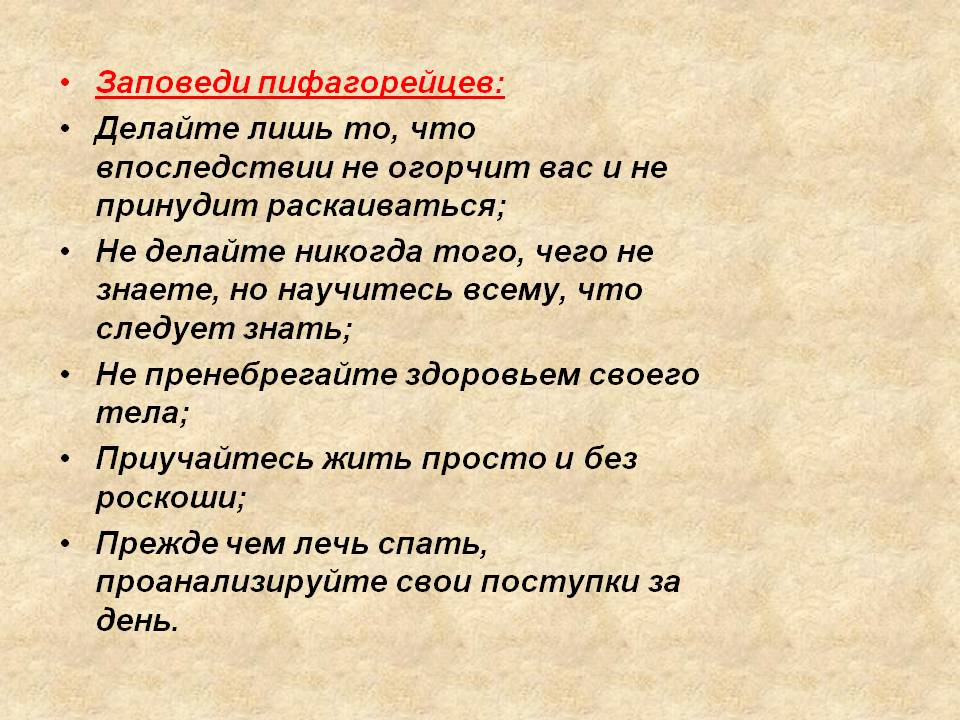 • Заповеди пифагорейцев:
• Делайте лишь то, что
впоследствии не огорчит вас и не
принудит раскаиваться;
• Не делайте никогда того, чего не
знаете, но научитесь всему, что
следует знать;
• Не пренебрегайте здоровьем своего
тела;
• Приучайтесь жить просто и без
роскоши;
• Прежде чем лечь спать,
проанализируйте свои поступки за
день.